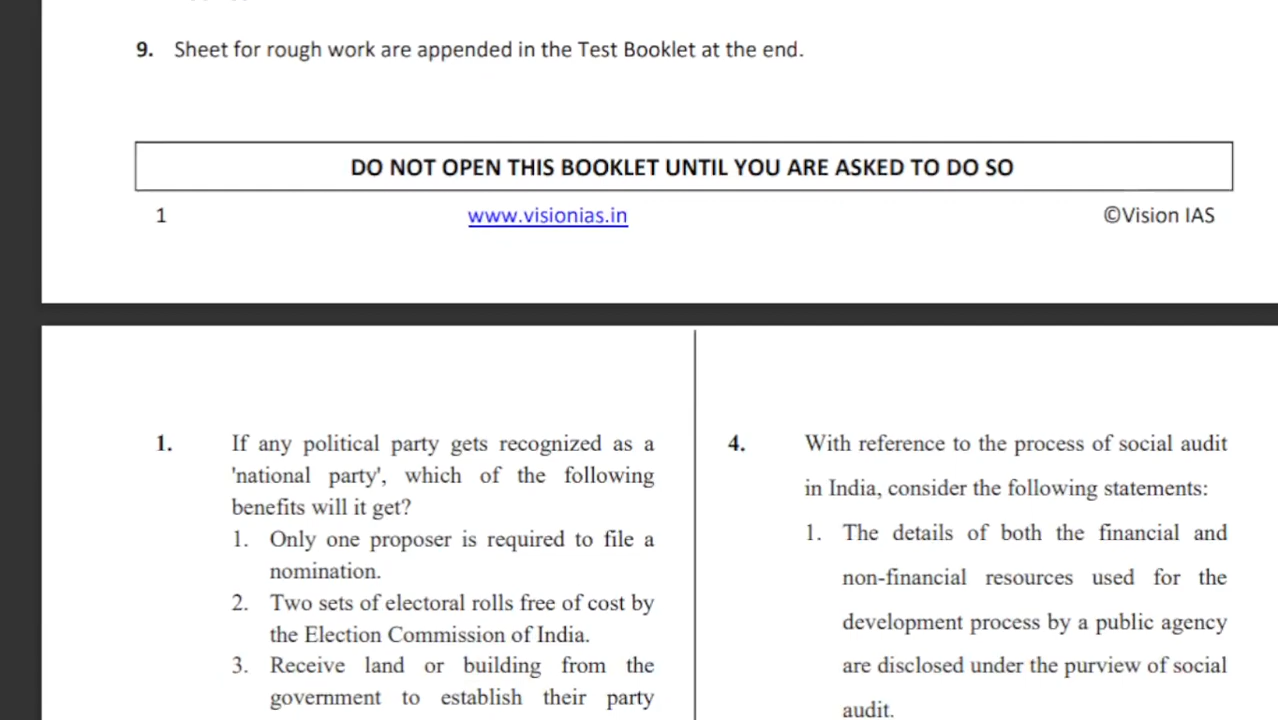 9. Sheet for rough work are appended in the Test Booklet at the end.
DO NOT OPEN THIS BOOKLET UNTIL YOU ARE ASKED TO DO SO
1 www.visionias.in ©Vision IAS
1. If any political party gets recognized as a
'national party', which of the following
benefits will it get?
1. Only one proposer is required to file a
nomination.
2. Two sets of electoral rolls free of cost by
the Election Commission of India.
3. Receive land or building from the
government to establish their party
4. With reference to the process of social audit
in India, consider the following statements:
1. The details of both the financial and
non-financial resources used for the
development process by a public agency
are disclosed under the purview of social
audit.